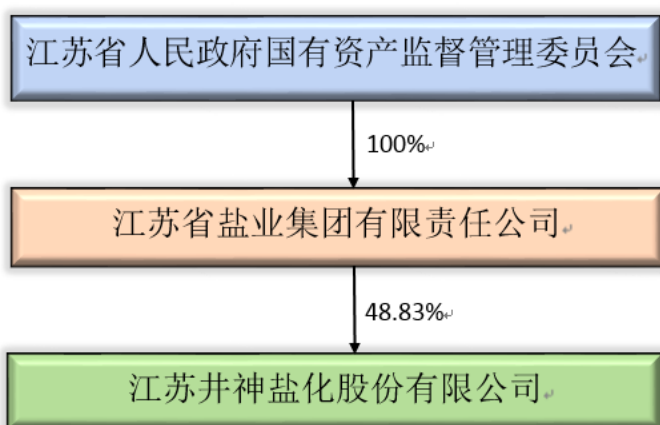 江苏省人民政府国有资产监督管理委员会
100%
江苏省盐业集团有限责任公司
48.83%
江苏井神盐化股份有限公司